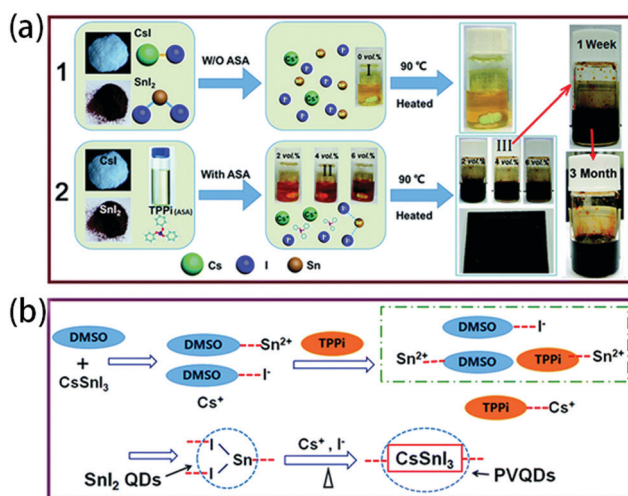 (a)
1
CsI
SnI2
W/O ASA
Cs+
I-
Sn
0 vol.%
I
90 ℃
Heated
1 Week
2
CsI
SnI2
TPPi(ASA)
With ASA
2 vol.%
4 vol.%
6 vol.%
II
90 ℃
Heated
III
2 vol.%
4 vol.%
6 vol.%
3 Month
Cs
I
Sn
(b)
DMSO
+
CsSnI3
DMSO
Sn2+
DMSO
I-
Cs+
TPPi
DMSO
I-
Sn2+
DMSO
TPPi
Sn2+
TPPi
Cs+
I
Sn
I
SnI2 QDs
Cs+ , I-
Δ
CsSnI3
PVQDs